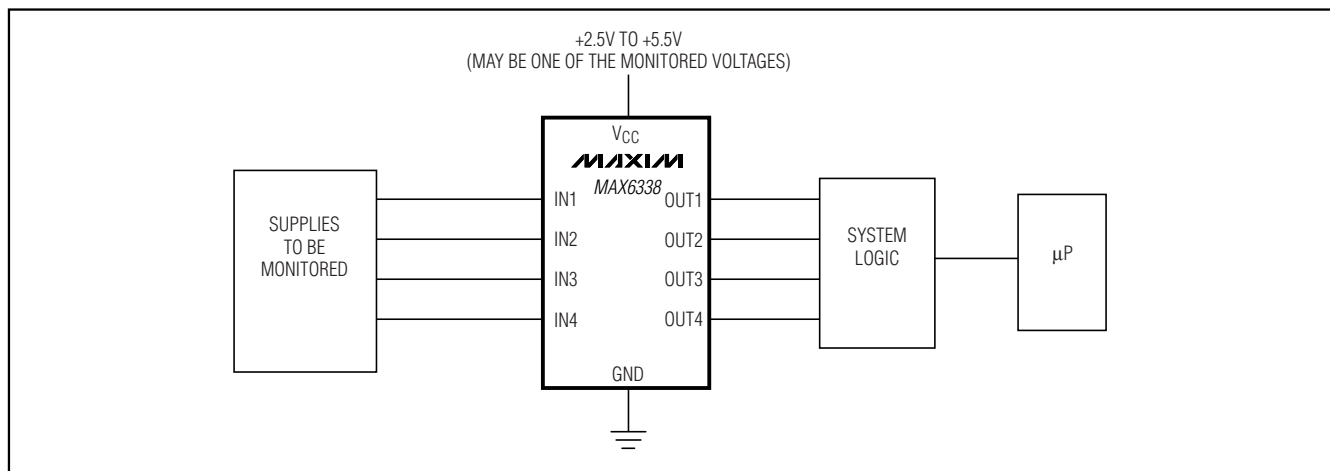 +2.5V TO +5.5V
(MAY BE ONE OF THE MONITORED VOLTAGES)
VCC
MAXIM
MAX6338
SUPPLIES
TO BE
MONITORED
IN1
IN2
IN3
IN4
OUT1
OUT2
OUT3
OUT4
GND
SYSTEM
LOGIC
μP